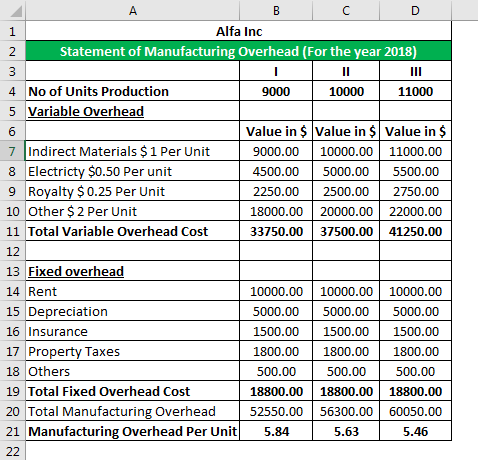 A B C D
1 Alfa Inc
2 Statement of Manufacturing Overhead (For the year 2018)
3 I II III
4 No of Units Production 9000 10000 11000
5 Variable Overhead
6 Value in $ Value in $ Value in $
7 Indirect Materials $ 1 Per Unit 9000.00 10000.00 11000.00
8 Electricty $0.50 Per unit 4500.00 5000.00 5500.00
9 Royalty $ 0.25 Per Unit 2250.00 2500.00 2750.00
10 Other $ 2 Per Unit 18000.00 20000.00 22000.00
11 Total Variable Overhead Cost 33750.00 37500.00 41250.00
12
13 Fixed overhead
14 Rent 10000.00 10000.00 10000.00
15 Depreciation 5000.00 5000.00 5000.00
16 Insurance 1500.00 1500.00 1500.00
17 Property Taxes 1800.00 1800.00 1800.00
18 Others 500.00 500.00 500.00
19 Total Fixed Overhead Cost 18800.00 18800.00 18800.00
20 Total Manufacturing Overhead 52550.00 56300.00 60050.00
21 Manufacturing Overhead Per Unit 5.84 5.63 5.46
22